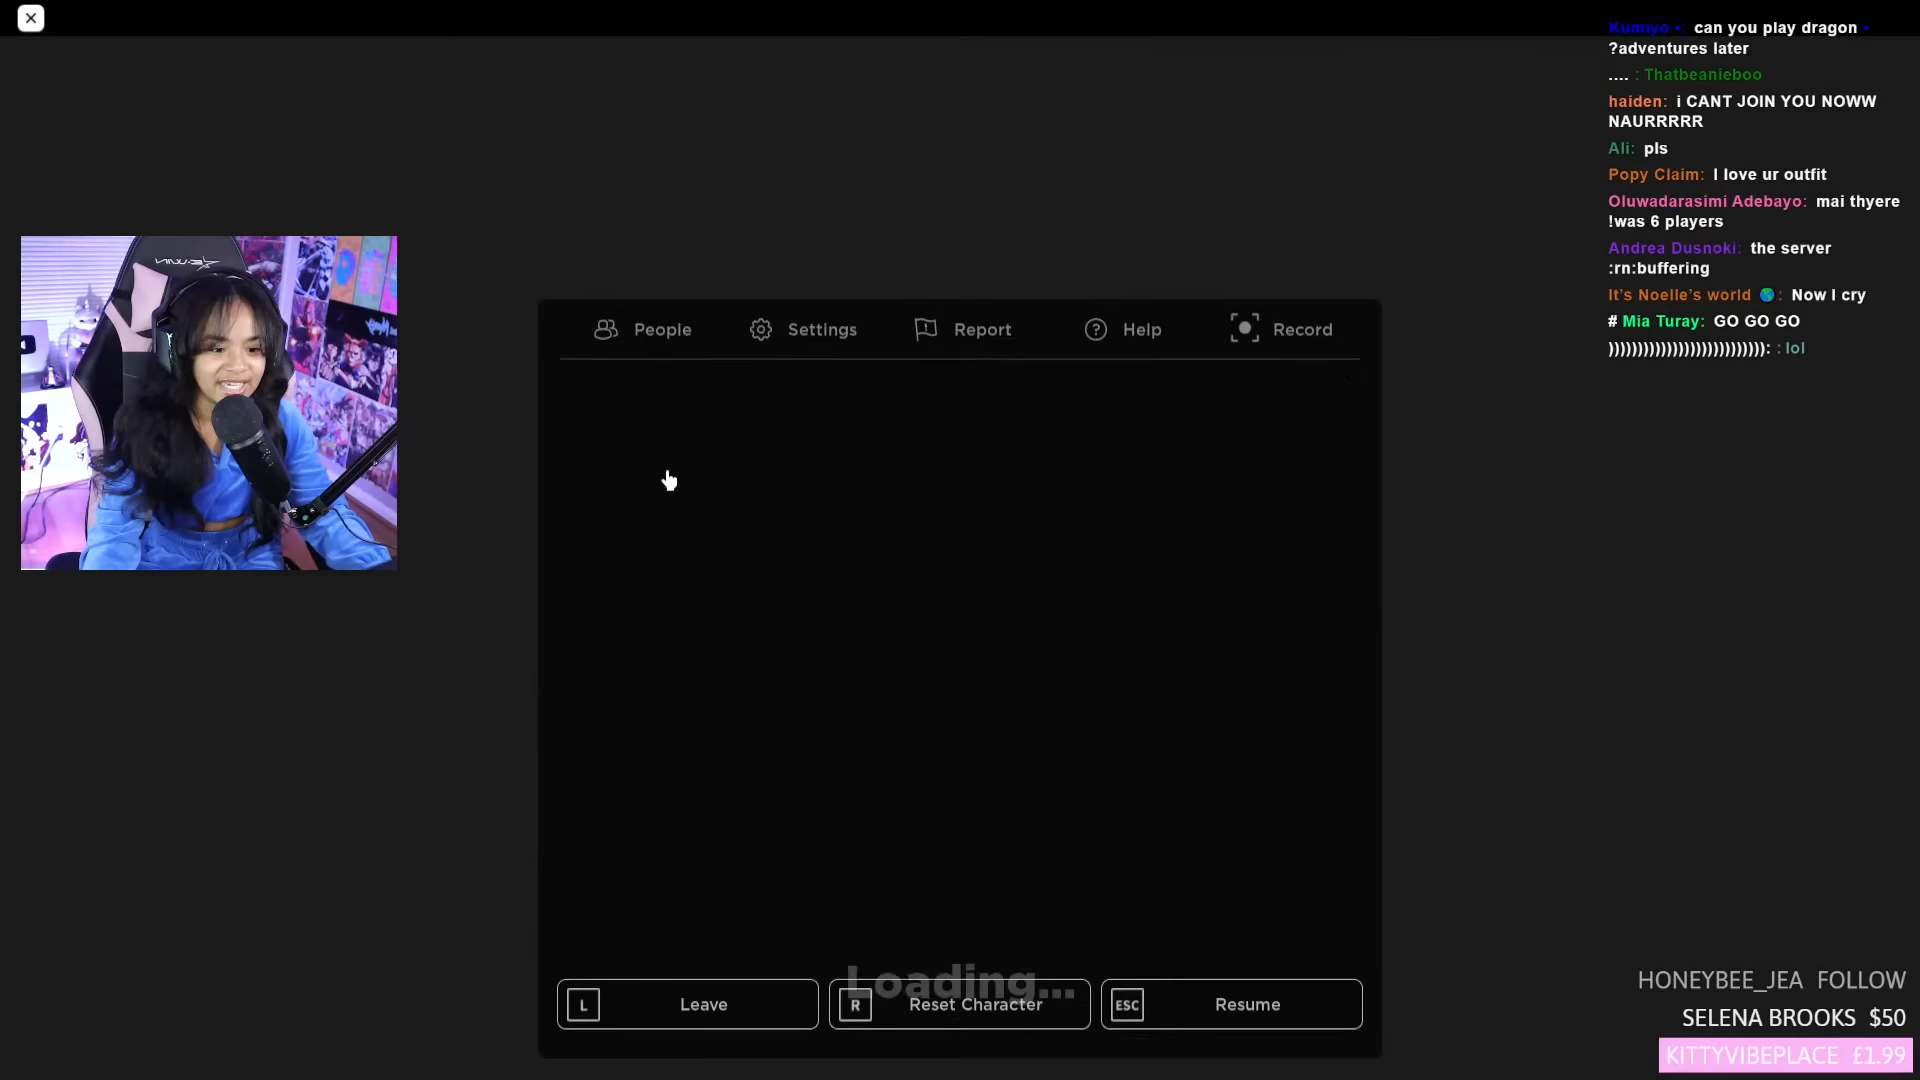 Kumiyo •: can you play dragon •
?adventures later
.... : Thatbeanieboo
haiden: i CANT JOIN YOU NOWW
NAURRRRR
Ali: pls
Popy Claim: I love ur outfit
Oluwadarasimi Adebayo: mai thyere
!was 6 players
Andrea Dusnoki: the server
:rn:buffering
It's Noelle's world 🌎: Now I cry
# Mia Turay: GO GO GO
))))))))))))))))))))))))))): : lol
People
Settings
Report
Help
Record
Loading...
L Leave
R Reset Character
ESC Resume
HONEYBEE_JEA FOLLOW
SELENA BROOKS $50
KITTYVIBEPLACE £1.99